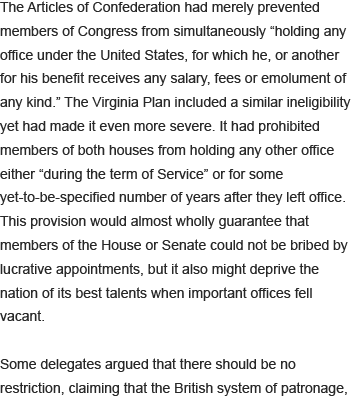 The Articles of Confederation had merely prevented
members of Congress from simultaneously “holding any
office under the United States, for which he, or another
for his benefit receives any salary, fees or emolument of
any kind.” The Virginia Plan included a similar ineligibility
yet had made it even more severe. It had prohibited
members of both houses from holding any other office
either “during the term of Service” or for some
yet-to-be-specified number of years after they left office.
This provision would almost wholly guarantee that
members of the House or Senate could not be bribed by
lucrative appointments, but it also might deprive the
nation of its best talents when important offices fell
vacant.
Some delegates argued that there should be no
restriction, claiming that the British system of patronage,